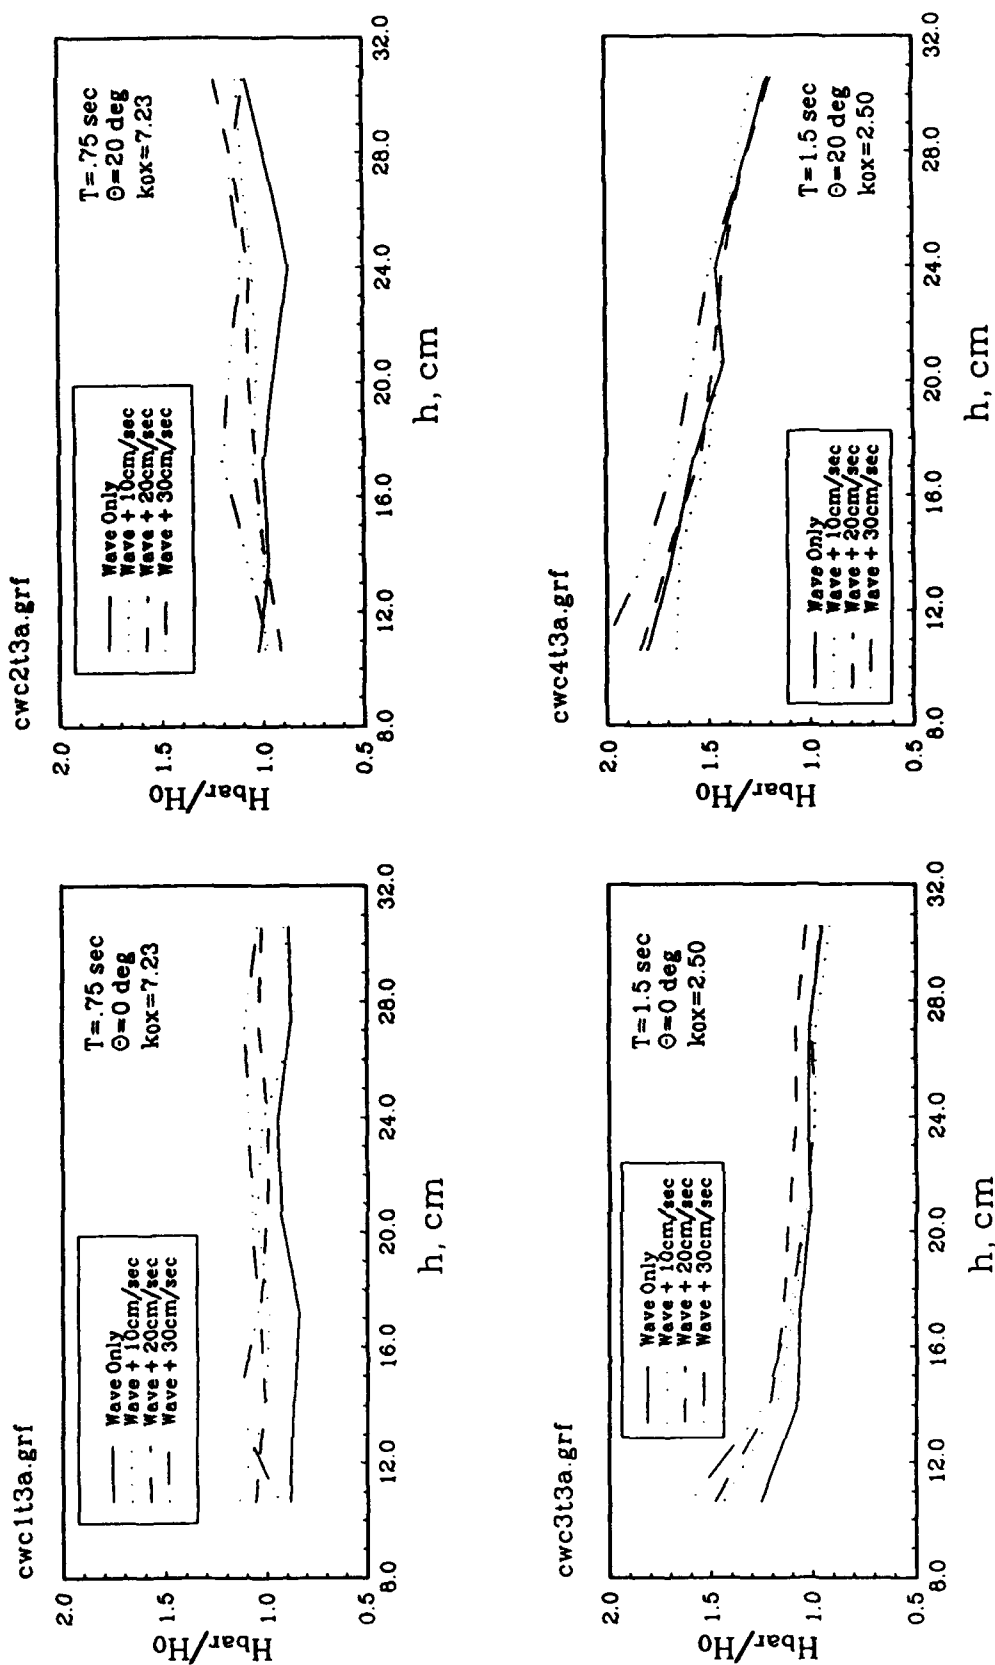 cwc1t3a.grf
2.0
1.5
1.0
0.5
Hbar/Ho
8.0 12.0 16.0 20.0 24.0 28.0 32.0
h, cm
Wave Only
Wave + 10cm/sec
Wave + 20cm/sec
Wave + 30cm/sec
T=.75 sec
Θ=0 deg
kox=7.23
cwc2t3a.grf
2.0
1.5
1.0
0.5
Hbar/Ho
8.0 12.0 16.0 20.0 24.0 28.0 32.0
h, cm
Wave Only
Wave + 10cm/sec
Wave + 20cm/sec
Wave + 30cm/sec
T=.75 sec
Θ=20 deg
kox=7.23
cwc3t3a.grf
2.0
1.5
1.0
0.5
Hbar/Ho
8.0 12.0 16.0 20.0 24.0 28.0 32.0
h, cm
Wave Only
Wave + 10cm/sec
Wave + 20cm/sec
Wave + 30cm/sec
T=1.5 sec
Θ=0 deg
kox=2.50
cwc4t3a.grf
2.0
1.5
1.0
0.5
Hbar/Ho
8.0 12.0 16.0 20.0 24.0 28.0 32.0
h, cm
Wave Only
Wave + 10cm/sec
Wave + 20cm/sec
Wave + 30cm/sec
T=1.5 sec
Θ=20 deg
kox=2.50